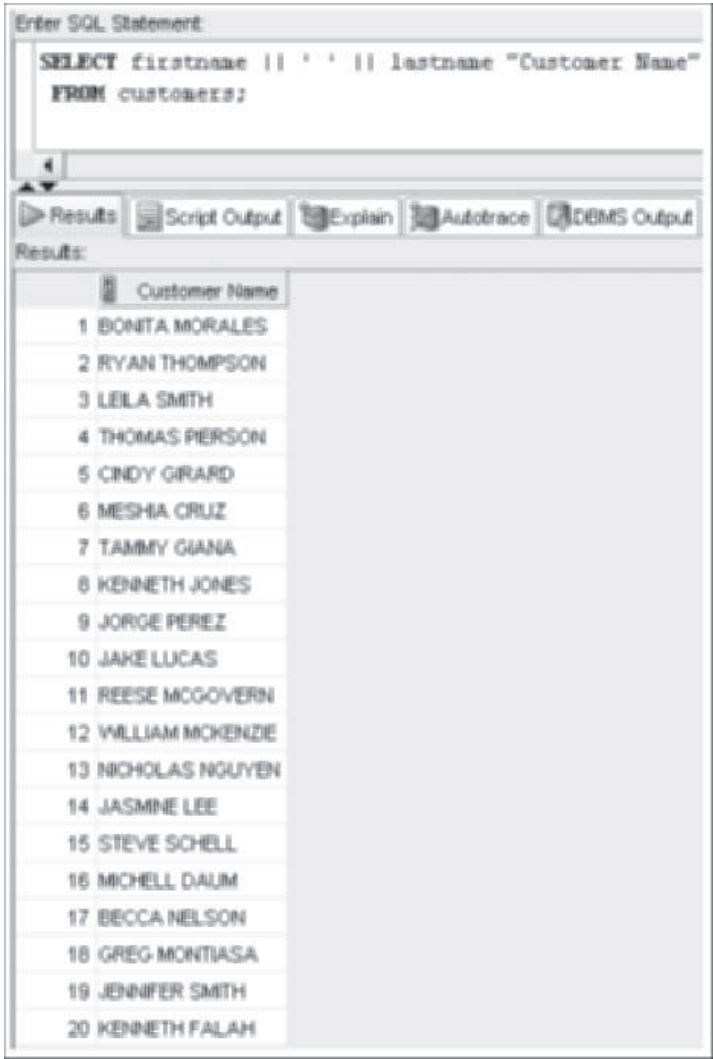 Enter SQL Statement:
SELECT firstname || ' ' || lastname "Customer Name"
FROM customers;
Results Script Output Explain Autotrace DBMS Output
Results:
Customer Name
1 BONITA MORALES
2 RYAN THOMPSON
3 LEILA SMITH
4 THOMAS PIERSON
5 CINDY GIRARD
6 MESHIA CRUZ
7 TAMMY GIANA
8 KENNETH JONES
9 JORGE PEREZ
10 JAKE LUCAS
11 REESE MCGOVERN
12 WILLIAM MCKENZIE
13 NICHOLAS NGUYEN
14 JASMINE LEE
15 STEVE SCHELL
16 MICHELL DAUM
17 BECCA NELSON
18 GREG MONTIASA
19 JENNIFER SMITH
20 KENNETH FALAH